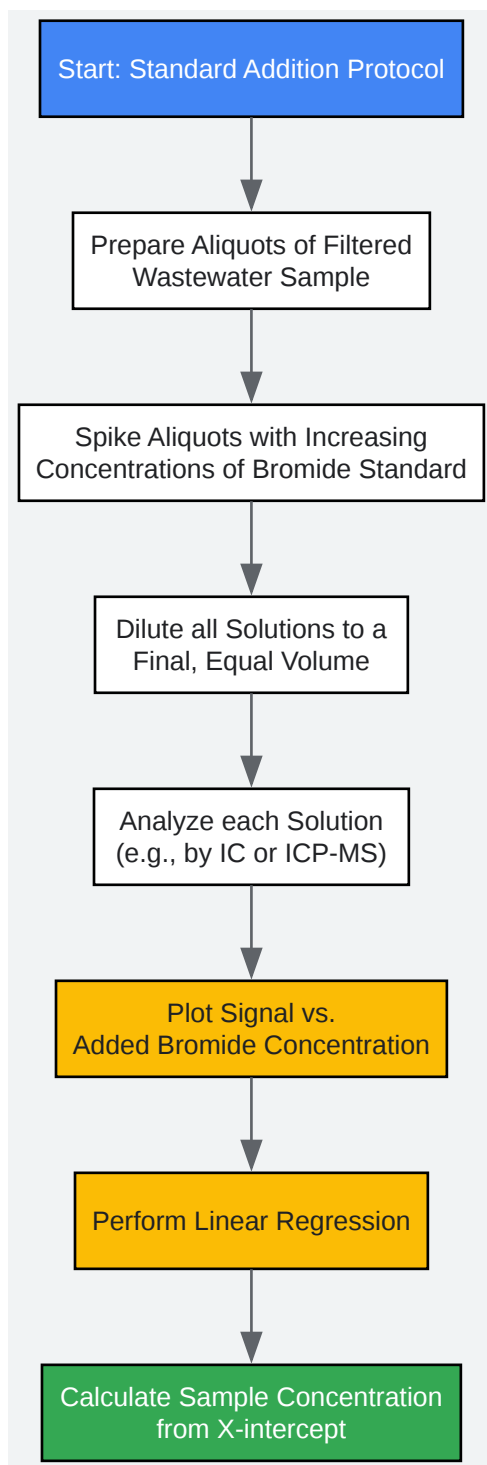 Start: Standard Addition Protocol
Prepare Aliquots of Filtered
Wastewater Sample
Spike Aliquots with Increasing
Concentrations of Bromide Standard
Dilute all Solutions to a
Final, Equal Volume
Analyze each Solution
(e.g., by IC or ICP-MS)
Plot Signal vs.
Added Bromide Concentration
Perform Linear Regression
Calculate Sample Concentration
from X-intercept